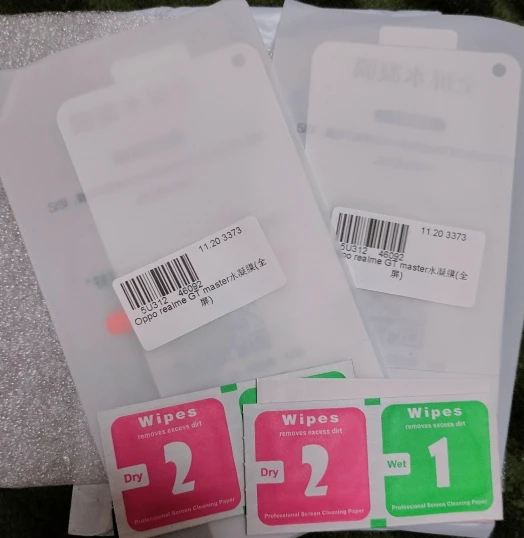 11.20 3373
5U312 46092
Oppo realme GT master水凝膜(全
屏)
11.20 3373
5U312 46092
po realme GT master水凝膜(全
屏)
Wipes
removes excess dirt
Dry
2
Professional Screen Cleaning Paper
Wipes
removes excess dirt
Dry
2
Professional Screen Cleaning Paper
Wipes
removes excess dirt
Wet
1
Professional Screen Cleaning Paper